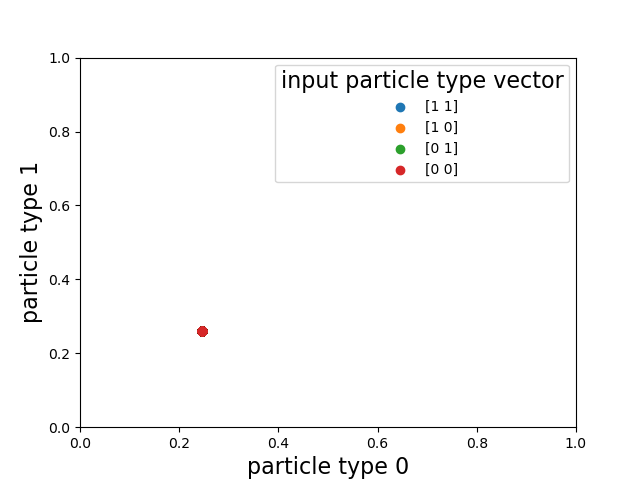 1.0
0.8
0.6
0.4
0.2
0.0
particle type 1
input particle type vector
[1 1]
[1 0]
[0 1]
[0 0]
0.0 0.2 0.4 0.6 0.8 1.0
particle type 0